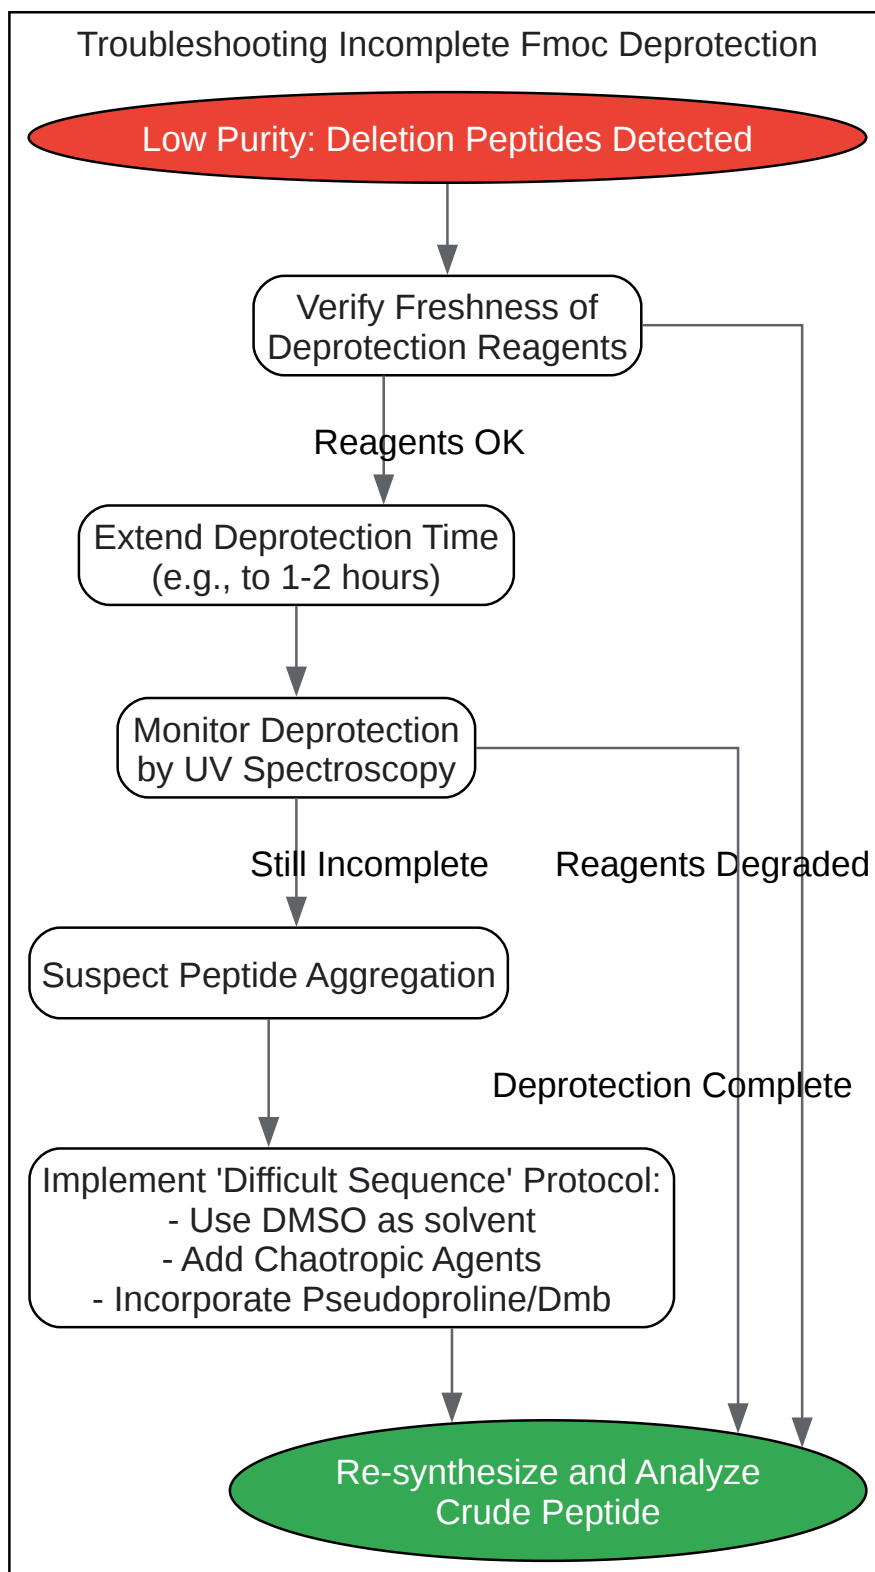 Troubleshooting Incomplete Fmoc Deprotection
Low Purity: Deletion Peptides Detected
Verify Freshness of
Deprotection Reagents
Reagents OK
Extend Deprotection Time
(e.g., to 1-2 hours)
Monitor Deprotection
by UV Spectroscopy
Still Incomplete
Reagents Degraded
Suspect Peptide Aggregation
Deprotection Complete
Implement 'Difficult Sequence' Protocol:
- Use DMSO as solvent
- Add Chaotropic Agents
- Incorporate Pseudoproline/Dmb
Re-synthesize and Analyze
Crude Peptide